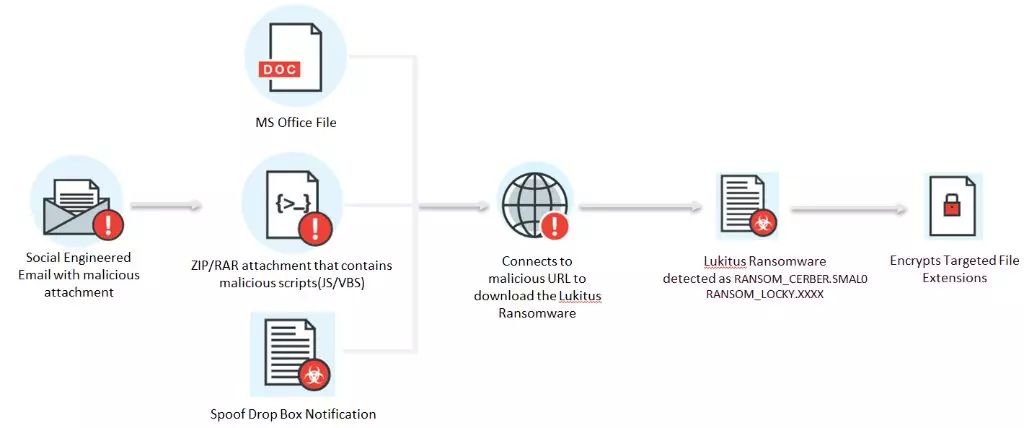 DOC
MS Office File
{>_}
Social Engineered
Email with malicious
attachment
ZIP/RAR attachment that contains
malicious scripts(JS/VBS)
Spoof Drop Box Notification
Connects to
malicious URL to
download the Lukitus
Ransomware
Lukitus Ransomware
detected as RANSOM_CERBER.SMAL0
RANSOM_LOCKY.XXXX
Encrypts Targeted File
Extensions